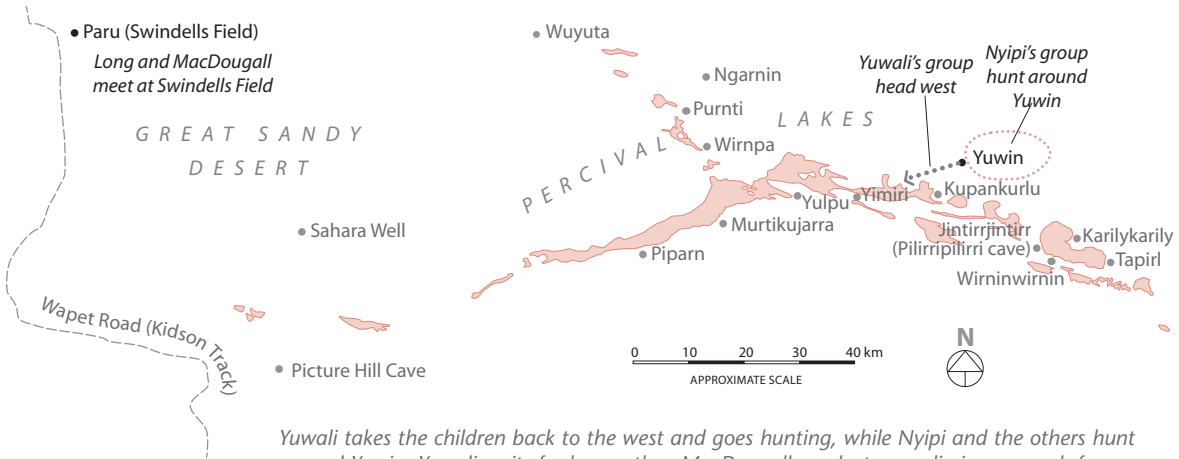 Paru (Swindells Field)
Long and MacDougall
meet at Swindells Field
GREAT SANDY
DESERT
Wuyuta
Ngarnin
Purnti
Wirnpa
PERCIVAL LAKES
Yuwali's group
head west
Nyipi's group
hunt around
Yuwin
Yuwin
Kupankurlu
Yimiri
Yulpu
Murtikujarra
Piparn
Jintirrjintirr
(Pilirripilirri cave)
Karilykarily
Tapirl
Wirninwirnin
Sahara Well
Wapet Road (Kidson Track)
Picture Hill Cave
0 10 20 30 40 km
APPROXIMATE SCALE
N
Yuwali takes the children back to the west and goes hunting, while Nyipi and the others hunt